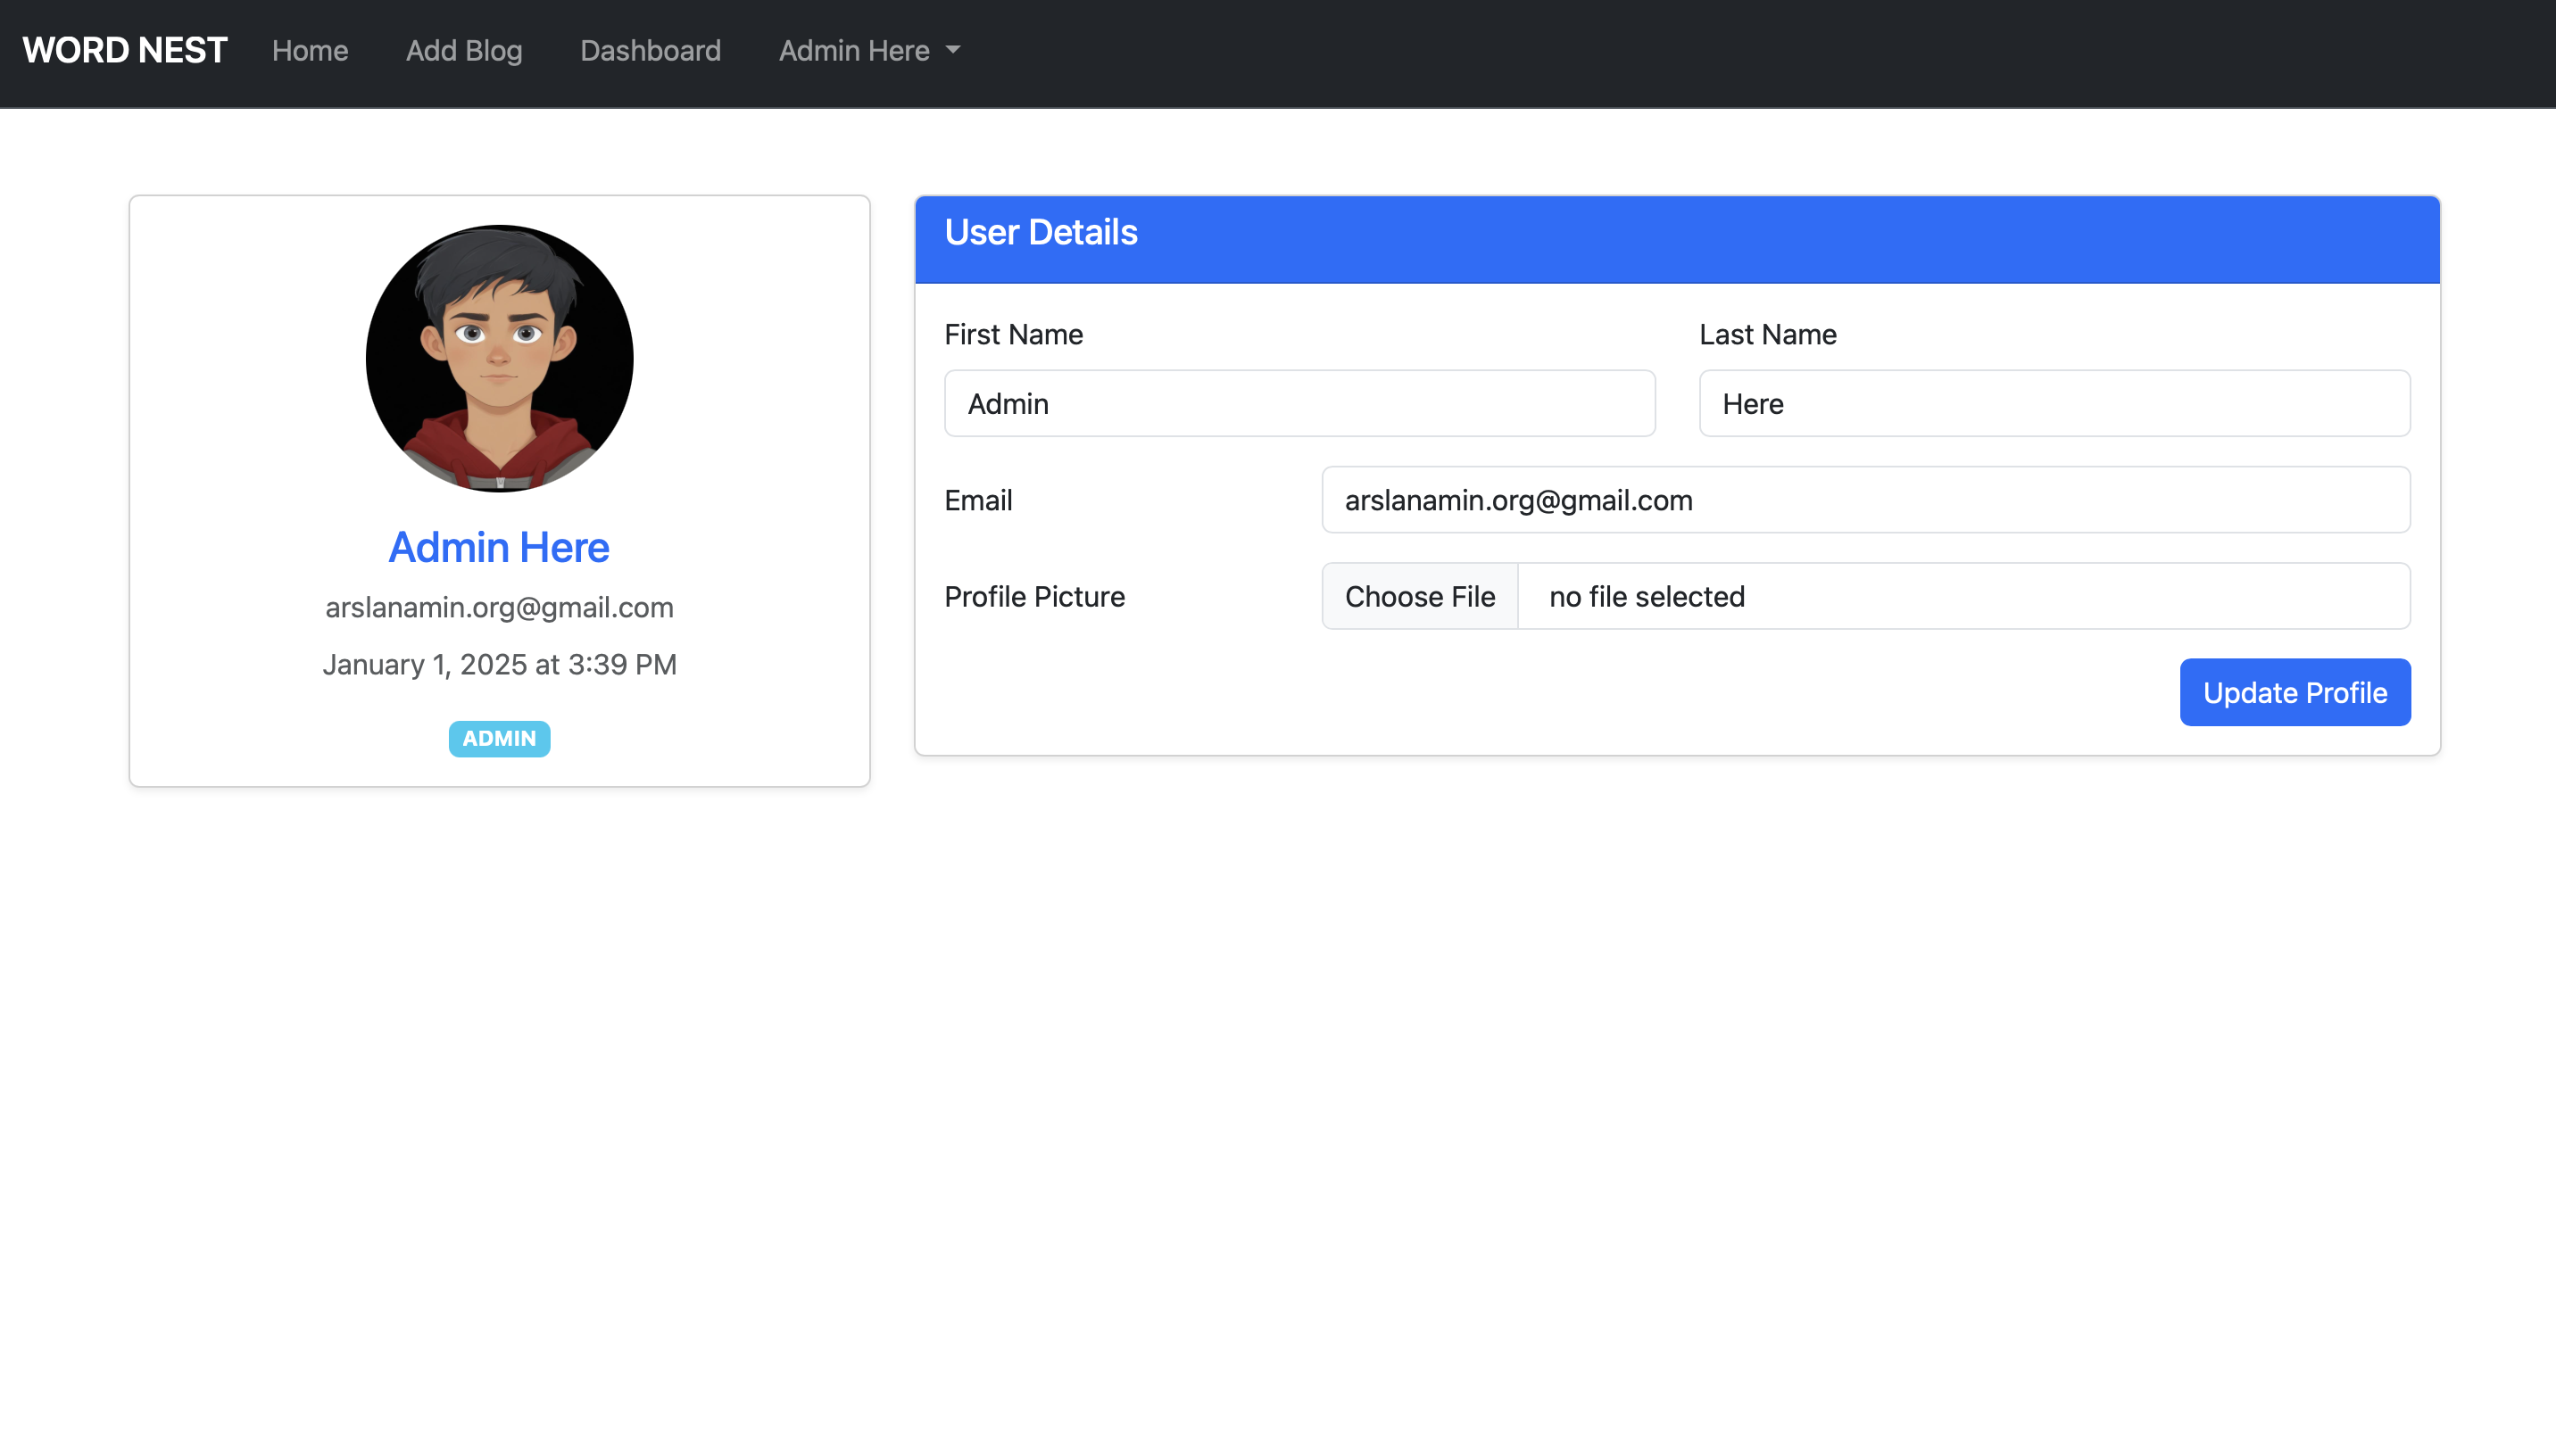 WORD NEST Home Add Blog Dashboard Admin Here
Admin Here
arslanamin.org@gmail.com
January 1, 2025 at 3:39 PM
ADMIN
User Details
First Name Last Name
Admin Here
Email arslanamin.org@gmail.com
Profile Picture Choose File no file selected
Update Profile